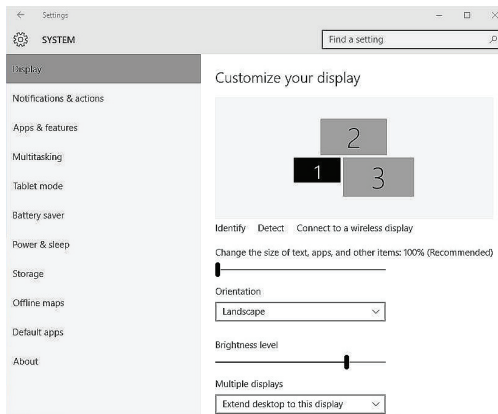 Settings
SYSTEM
Find a setting
Display
Notifications & actions
Apps & features
Multitasking
Tablet mode
Battery saver
Power & sleep
Storage
Offline maps
Default apps
About
Customize your display
2
1
3
Identify Detect Connect to a wireless display
Change the size of text, apps, and other items: 100% (Recommended)
Orientation
Landscape
Brightness level
Multiple displays
Extend desktop to this display